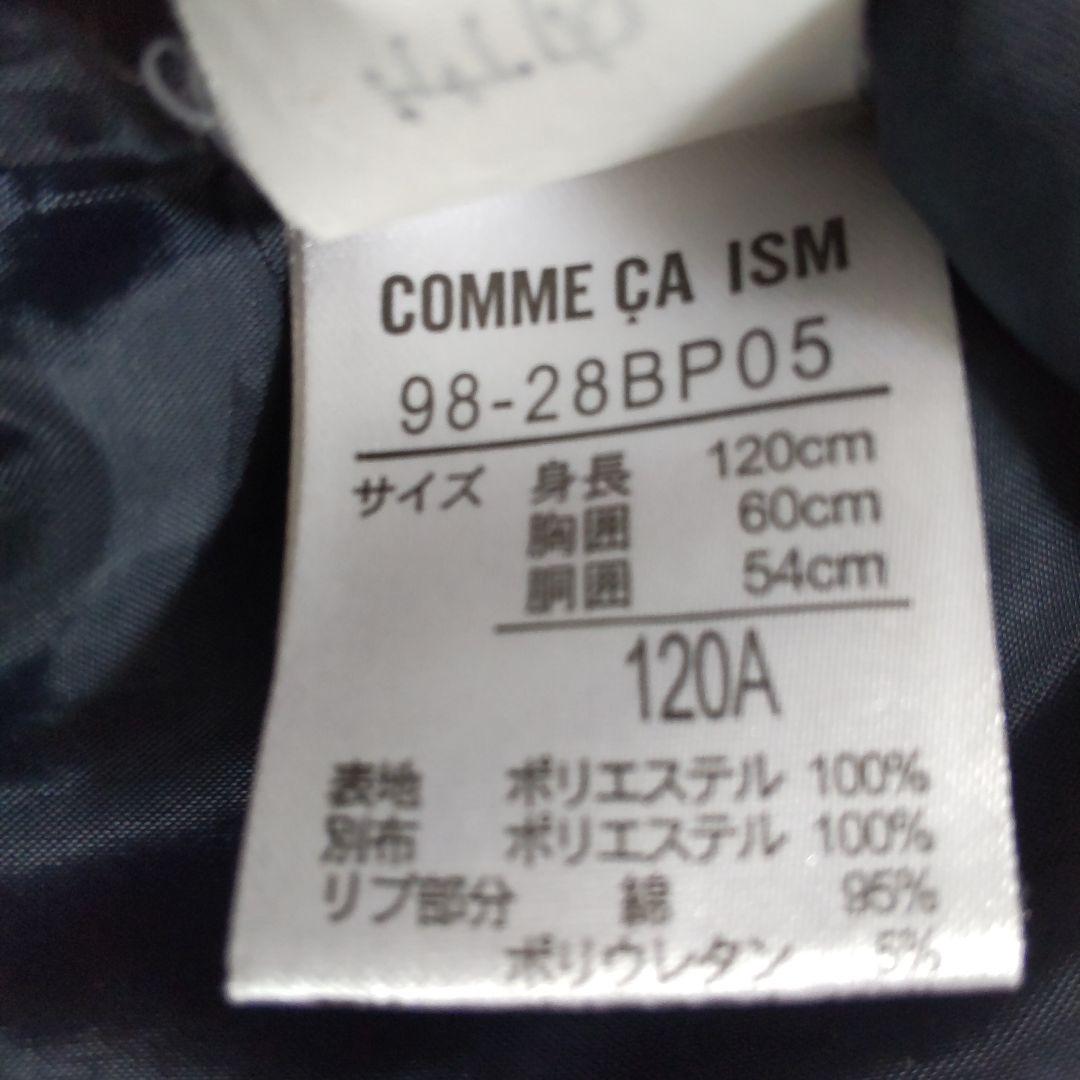 COMME ÇA ISM
98-28BP05
サイズ 身長 120cm
胸囲 60cm
胴囲 54cm
120A
表地 ポリエステル 100%
別布 ポリエステル 100%
リブ部分 綿 95%
ポリウレタン 5%